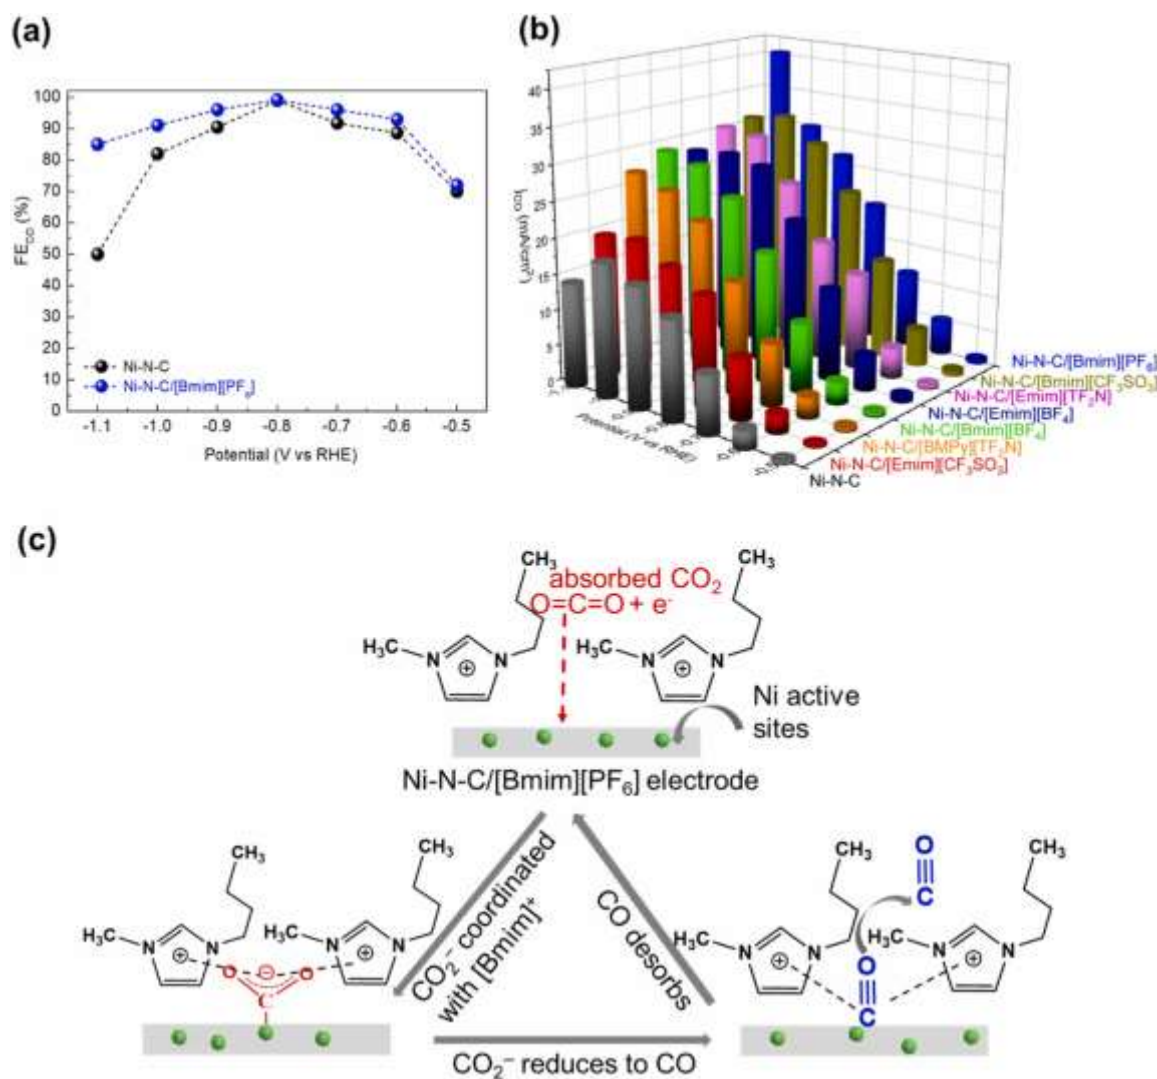 (a)
100
90
80
70
60
50
40
30
20
10
0
FE_CO (%)
Ni-N-C
Ni-N-C/[Bmim][PF₆]
-1.1 -1.0 -0.9 -0.8 -0.7 -0.6 -0.5
Potential (V vs RHE)
(b)
40
35
30
25
20
15
10
5
0
j_CO (mA/cm²)
Potential (V vs RHE)
Ni-N-C/[Bmim][PF₆]
Ni-N-C/[Bmim][CF₃SO₃]
Ni-N-C/[Emim][TF₂N]
Ni-N-C/[Emim][BF₄]
Ni-N-C/[Bmim][BF₄]
Ni-N-C/[BMPy][TF₂N]
Ni-N-C/[Emim][CF₃SO₃]
Ni-N-C
(c)
CH₃
CH₃
absorbed CO₂
O=C=O + e⁻
H₃C N N
H₃C N N
⊕
⊕
Ni active
sites
Ni-N-C/[Bmim][PF₆] electrode
CH₃
CH₃
H₃C N N
H₃C N N
⊕
⊕
O ⊖ O
C
CO₂⁻ coordinated
with [Bmim]⁺
CO desorbs
CO₂⁻ reduces to CO
CH₃
CH₃
O
C
H₃C N N
H₃C N N
⊕
⊕
O
C